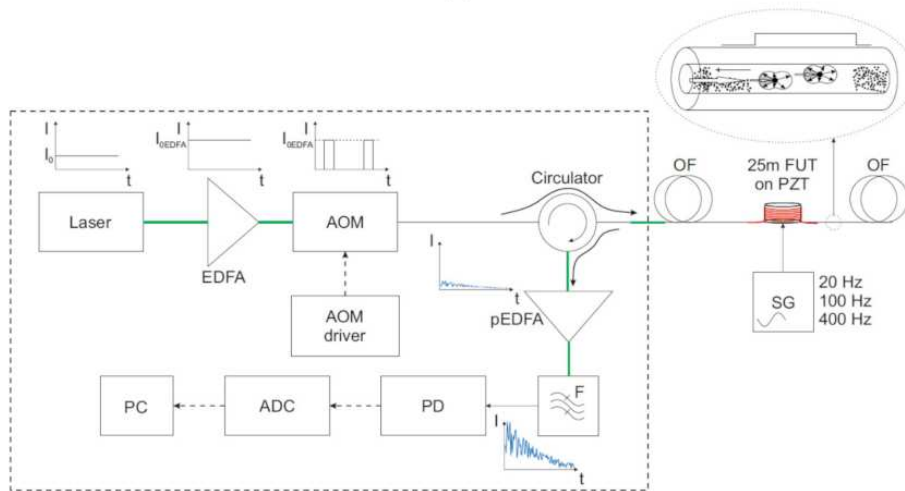 I
I₀
t
I
I₀EDFA
t
I
I₀EDFA
t
Laser
EDFA
AOM
Circulator
OF
25m FUT
on PZT
OF
AOM
driver
I
t
pEDFA
SG
20 Hz
100 Hz
400 Hz
PC
ADC
PD
F
I
t